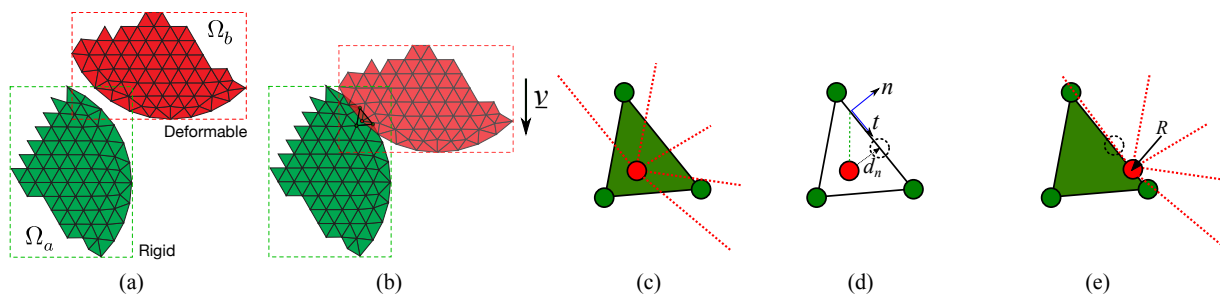 Ω_b
Deformable
Ω_a
Rigid
v
n
t
d_n
R
(a)
(b)
(c)
(d)
(e)